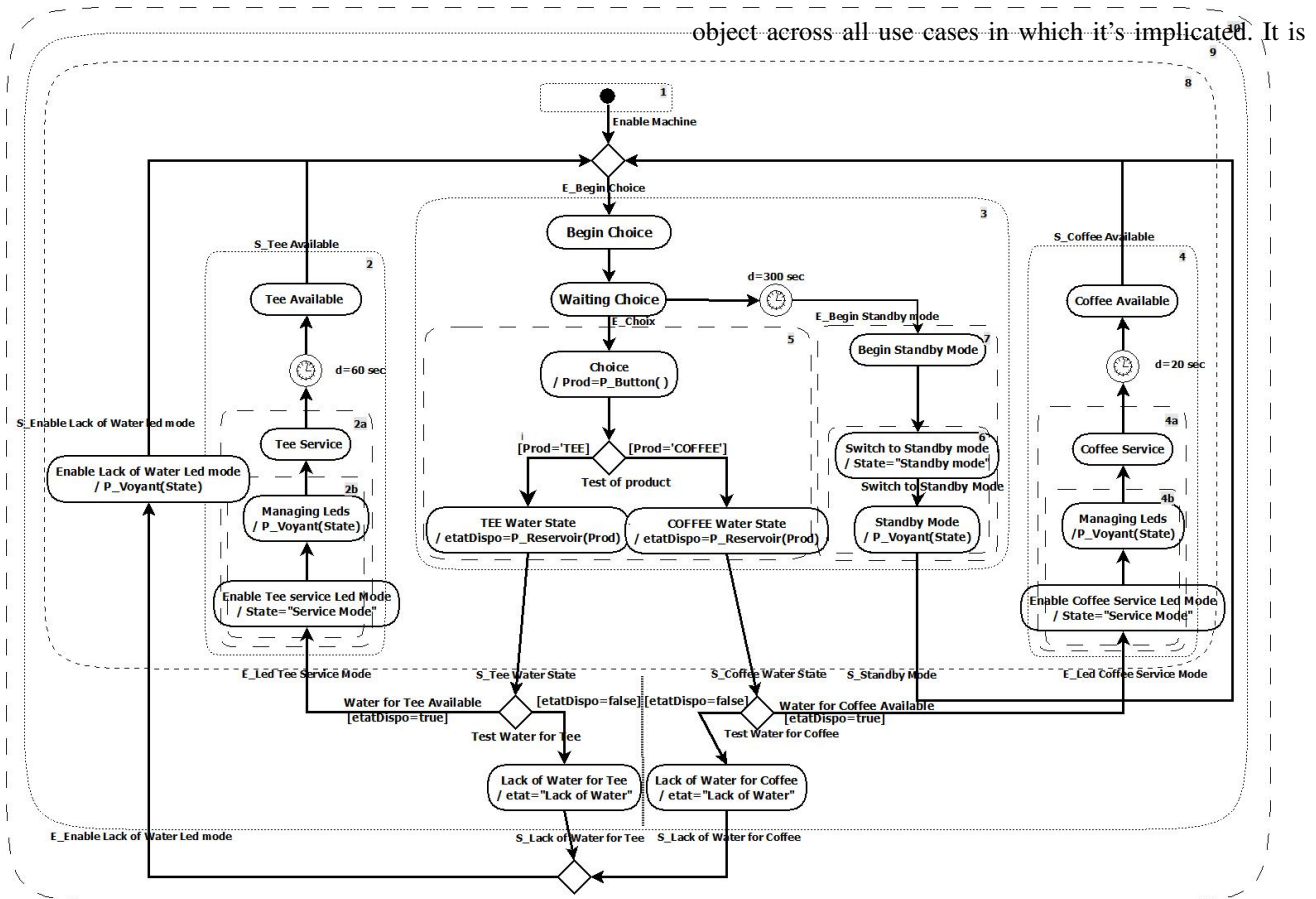 object across all use cases in which it's implicated. It is
10
9
8
1
Enable Machine
E_Begin Choice
3
Begin Choice
S_Tee Available
2
S_Coffee Available
4
Tee Available
Waiting Choice
d=300 sec
Coffee Available
E_Choix
E_Begin Standby mode
5
7
Begin Standby Mode
Choice
/ Prod=P_Button( )
d=60 sec
d=20 sec
2a
4a
S_Enable Lack of Water led mode
Tee Service
[Prod='TEE]
[Prod='COFFEE']
6
Switch to Standby mode
/ State="Standby mode"
Coffee Service
Enable Lack of Water Led mode
/ P_Voyant(State)
Test of product
Switch to Standby Mode
2b
4b
Managing Leds
/ P_Voyant(State)
TEE Water State
/ etatDispo=P_Reservoir(Prod)
COFFEE Water State
/ etatDispo=P_Reservoir(Prod)
Standby Mode
/ P_Voyant(State)
Managing Leds
/P_Voyant(State)
Enable Tee service Led Mode
/ State="Service Mode"
Enable Coffee Service Led Mode
/ State="Service Mode"
E_Led Tee Service Mode
S_Tee Water State
S_Coffee Water State
S_Standby Mode
E_Led Coffee Service Mode
Water for Tee Available
[etatDispo=true]
[etatDispo=false]
[etatDispo=false]
Water for Coffee Available
[etatDispo=true]
Test Water for Tee
Test Water for Coffee
Lack of Water for Tee
/ etat="Lack of Water"
Lack of Water for Coffee
/ etat="Lack of Water"
E_Enable Lack of Water Led mode
S_Lack of Water for Tee
S_Lack of Water for Coffee